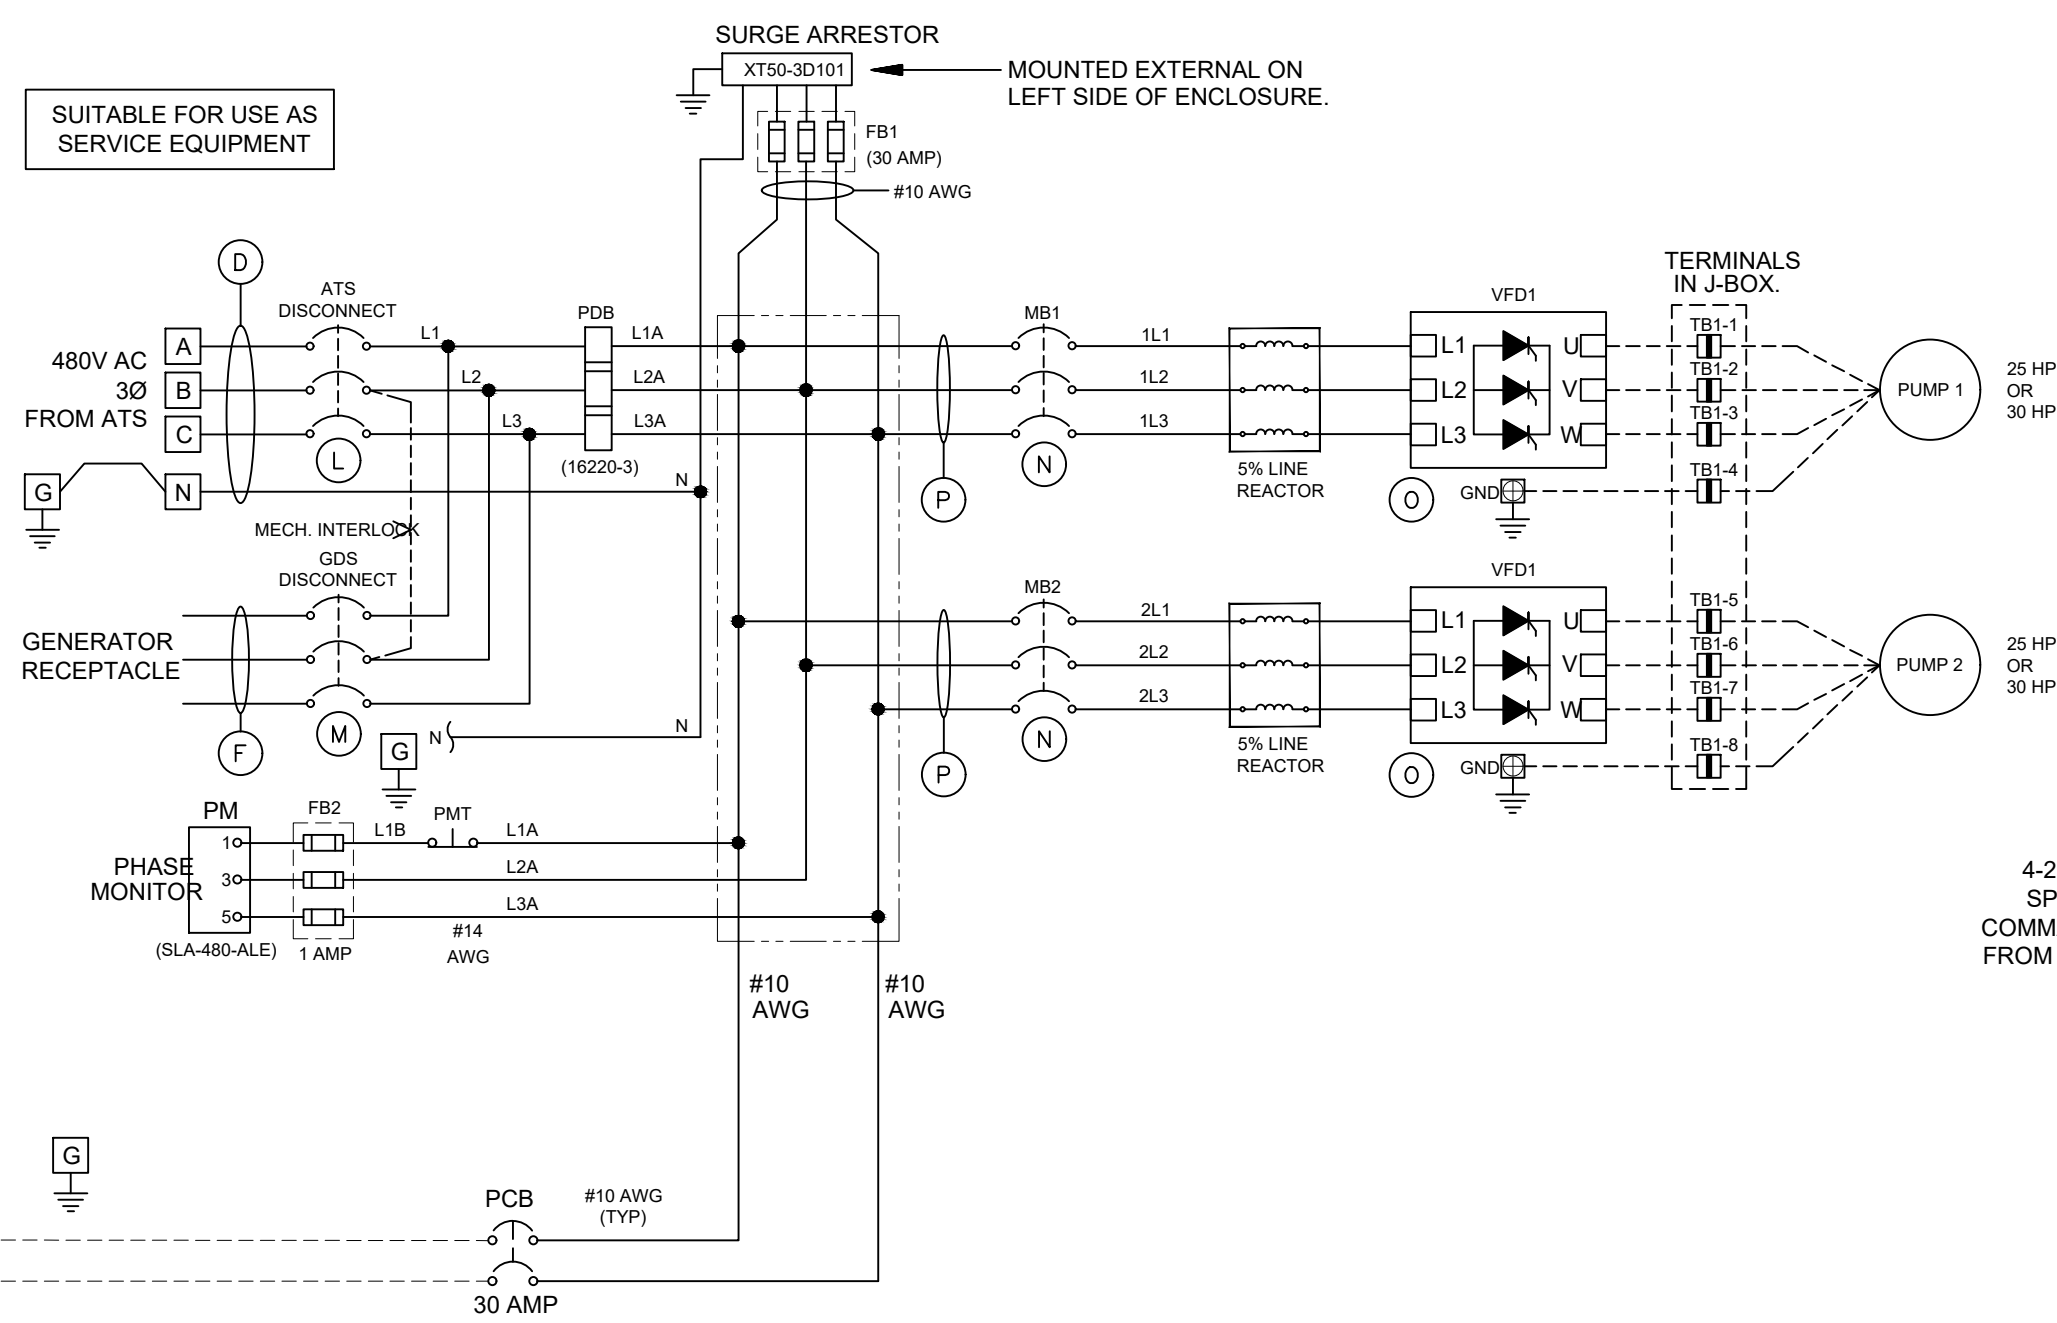 SURGE ARRESTOR
XT50-3D101
MOUNTED EXTERNAL ON
LEFT SIDE OF ENCLOSURE.
SUITABLE FOR USE AS
SERVICE EQUIPMENT
FB1
(30 AMP)
#10 AWG
D
ATS
DISCONNECT
480V AC
3Ø
FROM ATS
A
B
C
G
N
L
L1
L2
L3
PDB
(16220-3)
L1A
L2A
L3A
N
MB1
N
P
1L1
1L2
1L3
5% LINE
REACTOR
VFD1
L1
L2
L3
U
V
W
O
GND
TERMINALS
IN J-BOX.
TB1-1
TB1-2
TB1-3
TB1-4
PUMP 1
25 HP
OR
30 HP
MECH. INTERLOCK
GDS
DISCONNECT
GENERATOR
RECEPTACLE
F
M
G
N
N
MB2
N
P
2L1
2L2
2L3
5% LINE
REACTOR
VFD1
L1
L2
L3
U
V
W
O
GND
TB1-5
TB1-6
TB1-7
TB1-8
PUMP 2
25 HP
OR
30 HP
PM
PHASE
MONITOR
1
3
5
(SLA-480-ALE)
FB2
1 AMP
L1B
PMT
L1A
L2A
L3A
#14
AWG
#10
AWG
#10
AWG
4-2
SP
COMM
FROM
G
PCB
30 AMP
#10 AWG
(TYP)